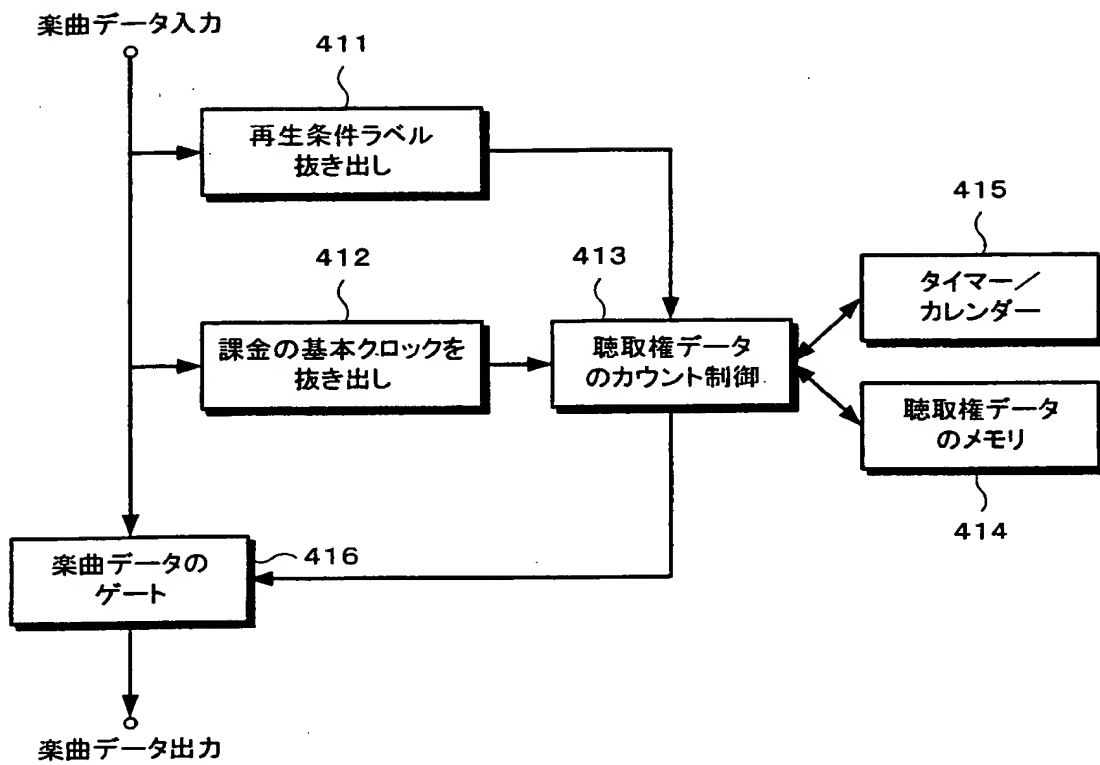 楽曲データ入力
411
再生条件ラベル
抜き出し
412
課金の基本クロックを
抜き出し
413
聴取権データ
のカウント制御
415
タイマー／
カレンダー
聴取権データ
のメモリ
414
楽曲データの
ゲート
416
楽曲データ出力